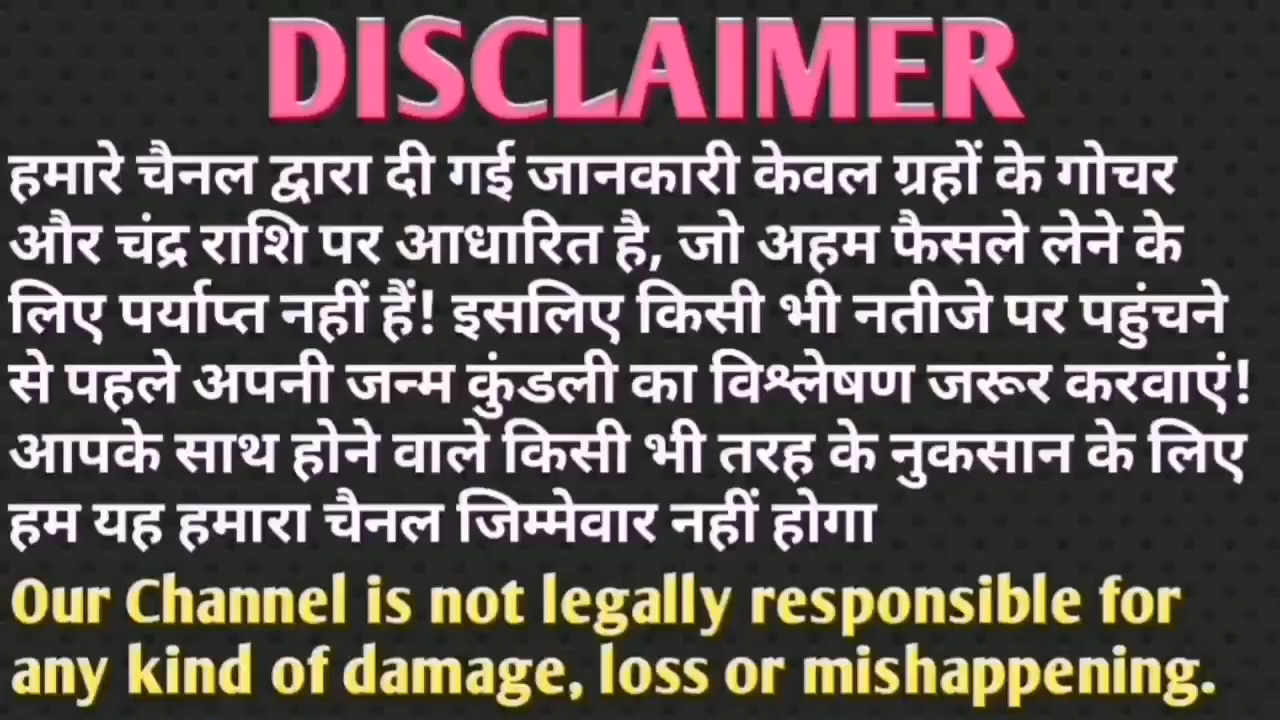 DISCLAIMER
हमारे चैनल द्वारा दी गई जानकारी केवल ग्रहों के गोचर
और चंद्र राशि पर आधारित है, जो अहम फैसले लेने के
लिए पर्याप्त नहीं हैं! इसलिए किसी भी नतीजे पर पहुंचने
से पहले अपनी जन्म कुंडली का विश्लेषण जरूर करवाएं!
आपके साथ होने वाले किसी भी तरह के नुकसान के लिए
हम यह हमारा चैनल जिम्मेवार नहीं होगा
Our Channel is not legally responsible for
any kind of damage, loss or mishappening.